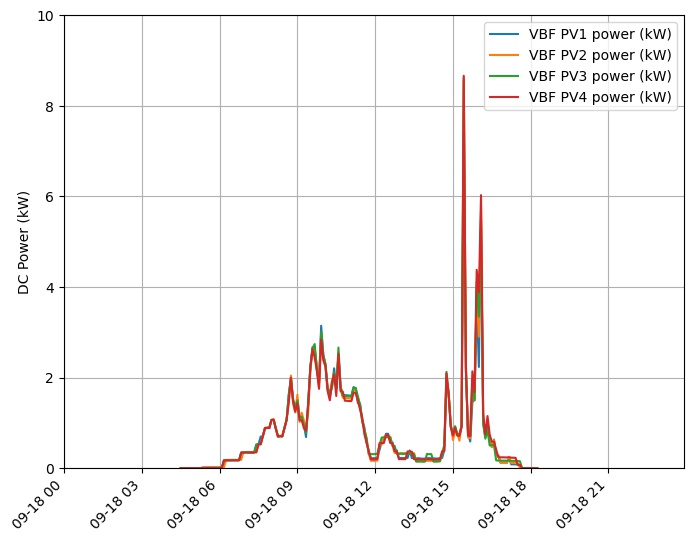 10
8
6
4
2
0
DC Power (kW)
VBF PV1 power (kW)
VBF PV2 power (kW)
VBF PV3 power (kW)
VBF PV4 power (kW)
09-18 00
09-18 03
09-18 06
09-18 09
09-18 12
09-18 15
09-18 18
09-18 21